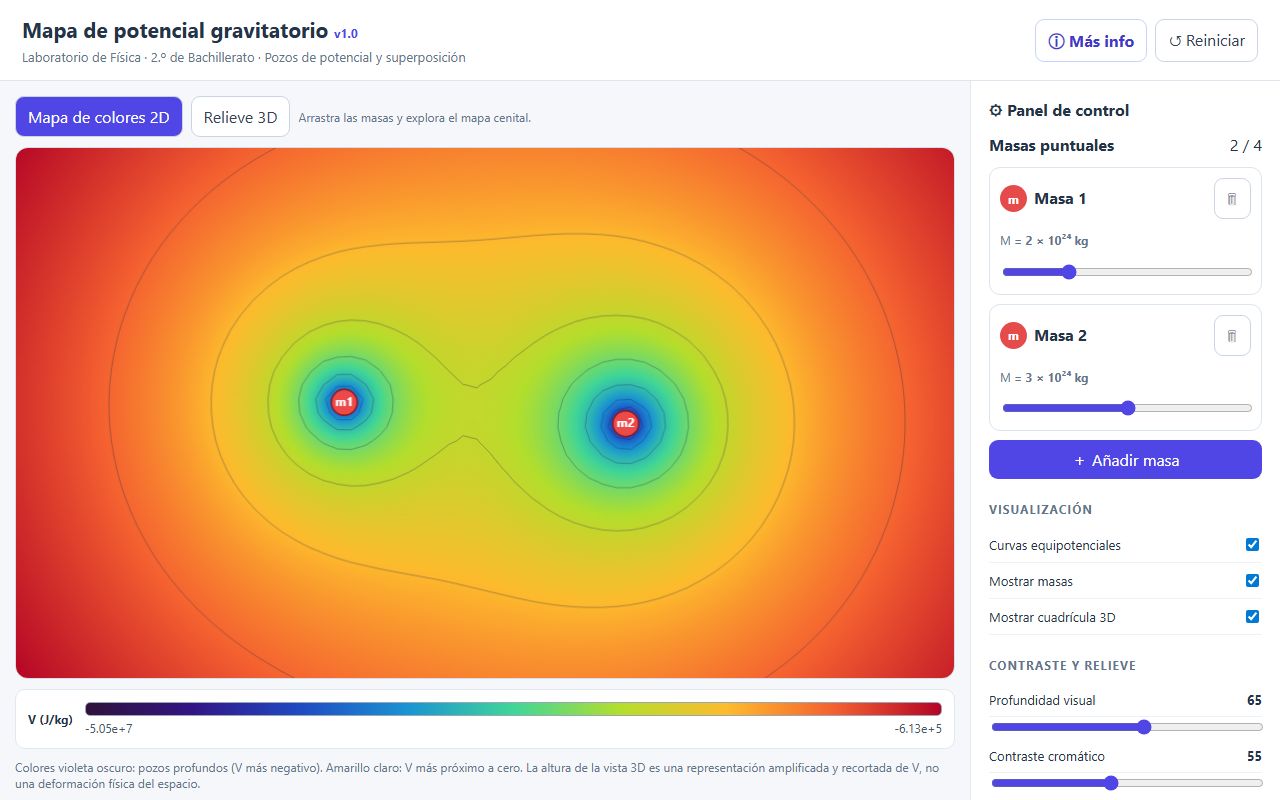 Mapa de potencial gravitatorio v1.0
Laboratorio de Física · 2.º de Bachillerato · Pozos de potencial y superposición
ⓘ Más info
↺ Reiniciar
Mapa de colores 2D
Relieve 3D
Arrastra las masas y explora el mapa cenital.
m1
m2
V (J/kg)
-5.05e+7
-6.13e+5
Colores violeta oscuro: pozos profundos (V más negativo). Amarillo claro: V más próximo a cero. La altura de la vista 3D es una representación amplificada y recortada de V, no
una deformación física del espacio.
⚙ Panel de control
Masas puntuales 2 / 4
m Masa 1
M = 2 × 10²⁴ kg
m Masa 2
M = 3 × 10²⁴ kg
+ Añadir masa
VISUALIZACIÓN
Curvas equipotenciales
Mostrar masas
Mostrar cuadrícula 3D
CONTRASTE Y RELIEVE
Profundidad visual 65
Contraste cromático 55